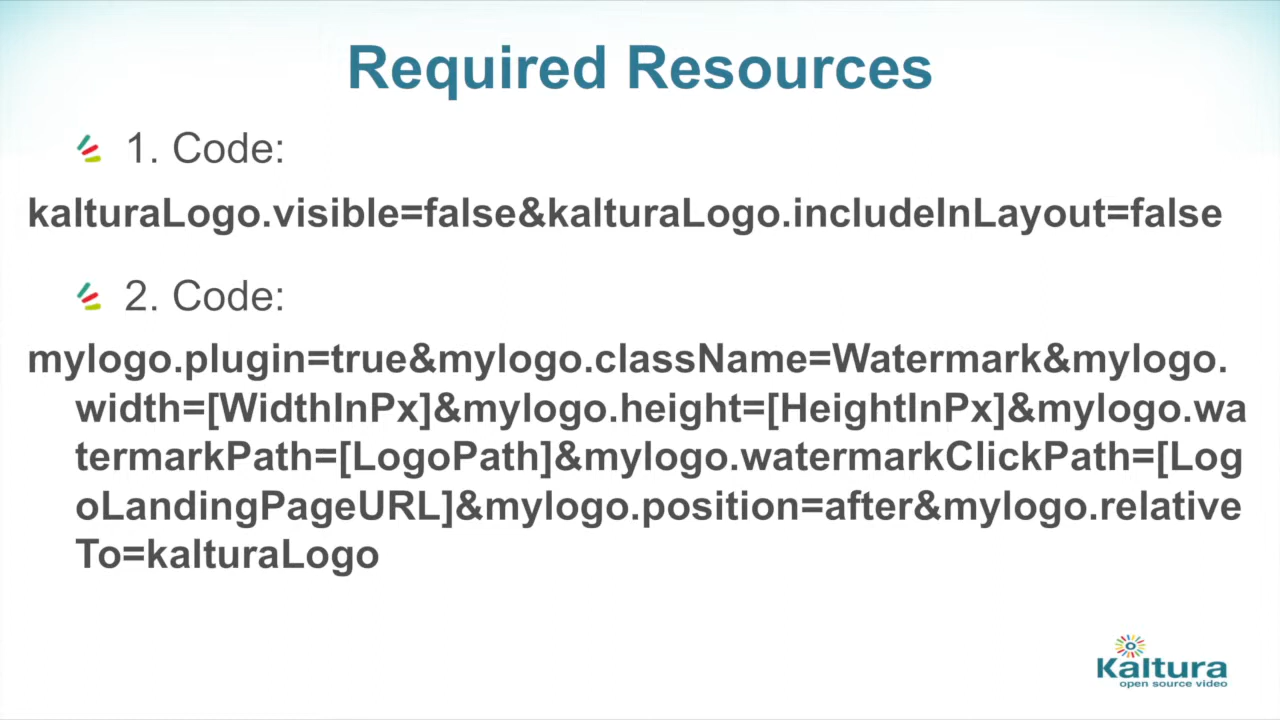 Required Resources
1. Code:
kalturaLogo.visible=false&kalturaLogo.includeInLayout=false
2. Code:
mylogo.plugin=true&mylogo.className=Watermark&mylogo.
width=[WidthInPx]&mylogo.height=[HeightInPx]&mylogo.wa
termarkPath=[LogoPath]&mylogo.watermarkClickPath=[Log
oLandingPageURL]&mylogo.position=after&mylogo.relative
To=kalturaLogo
Kaltura
open source video